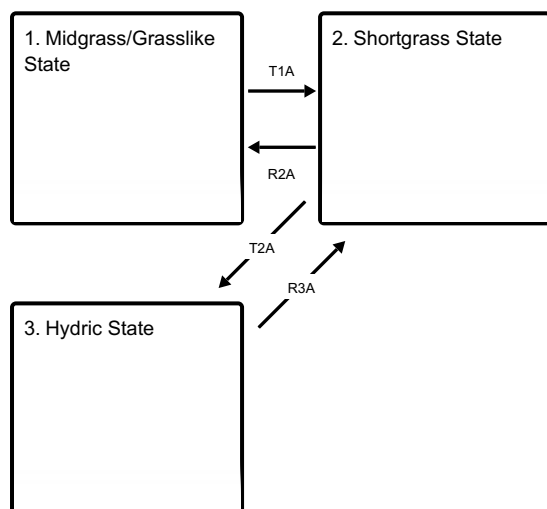 1. Midgrass/Grasslike
State
2. Shortgrass State
T1A
R2A
T2A
R3A
3. Hydric State